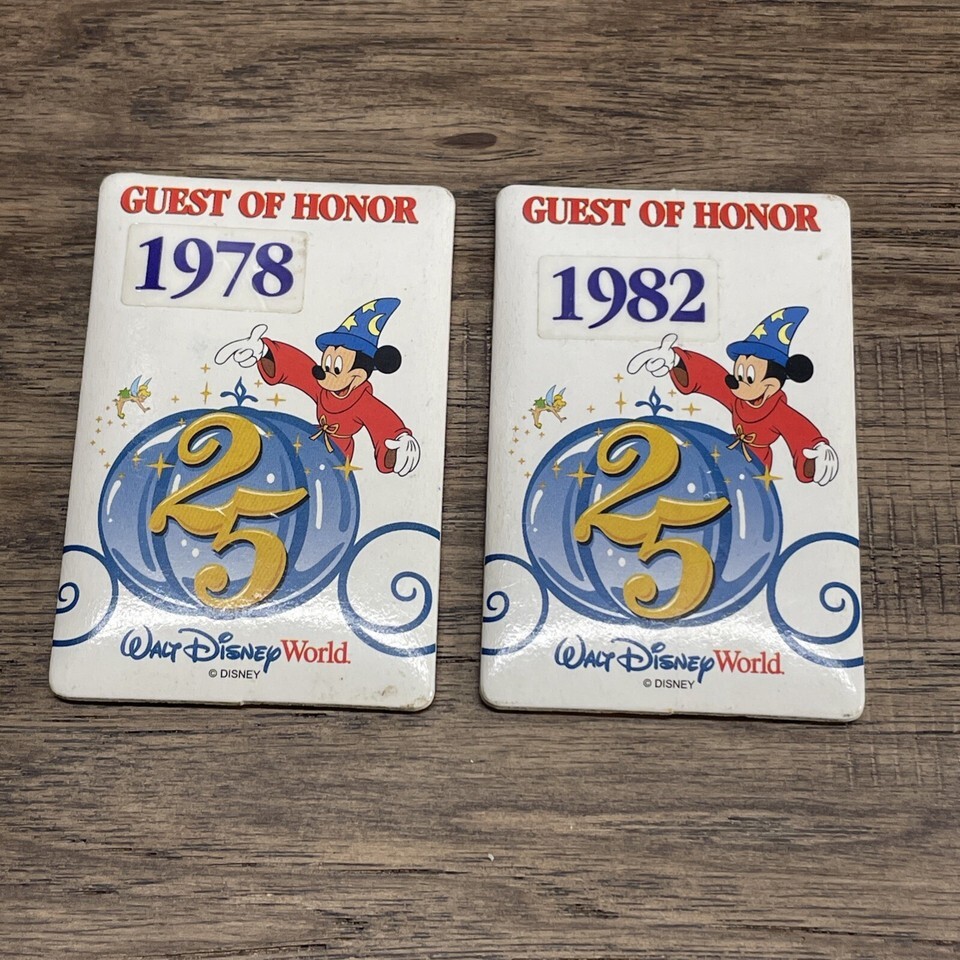 GUEST OF HONOR
1978
25
WALT DISNEY World.
© DISNEY
GUEST OF HONOR
1982
25
WALT DISNEY World.
© DISNEY